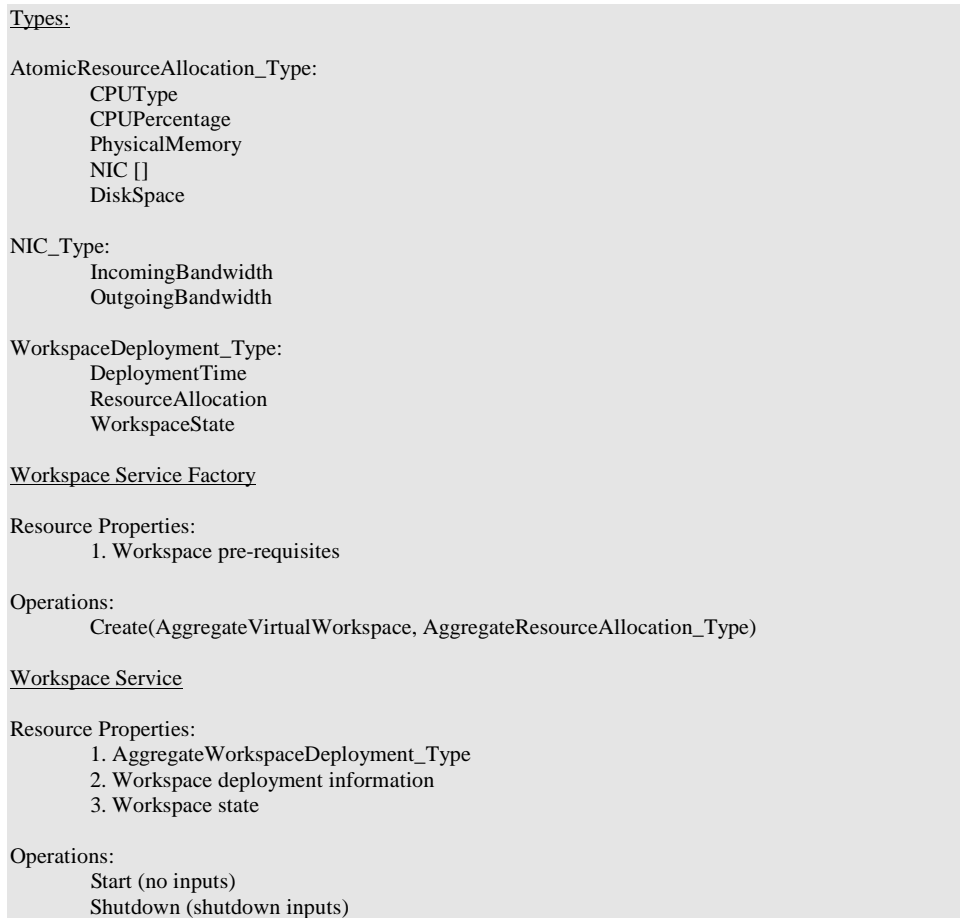 Types:
AtomicResourceAllocation_Type:
CPUType
CPUPercentage
PhysicalMemory
NIC []
DiskSpace
NIC_Type:
IncomingBandwidth
OutgoingBandwidth
WorkspaceDeployment_Type:
DeploymentTime
ResourceAllocation
WorkspaceState
Workspace Service Factory
Resource Properties:
1. Workspace pre-requisites
Operations:
Create(AggregateVirtualWorkspace, AggregateResourceAllocation_Type)
Workspace Service
Resource Properties:
1. AggregateWorkspaceDeployment_Type
2. Workspace deployment information
3. Workspace state
Operations:
Start (no inputs)
Shutdown (shutdown inputs)